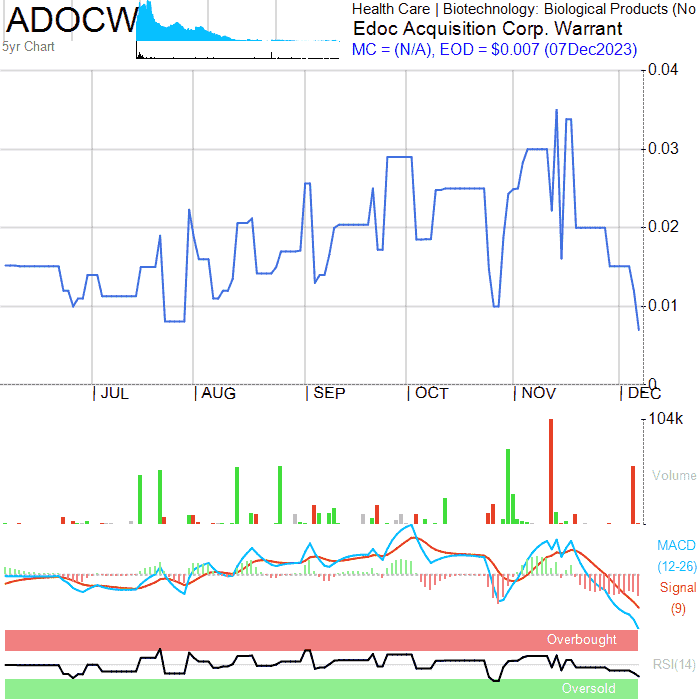 ADOCW
5yr Chart
Health Care | Biotechnology: Biological Products (No
Edoc Acquisition Corp. Warrant
MC = (N/A), EOD = $0.007 (07Dec2023)
0.04
0.03
0.02
0.01
0
JUL
AUG
SEP
OCT
NOV
DEC
104k
Volume
MACD
(12-26)
Signal
(9)
Overbought
RSI(14)
Oversold